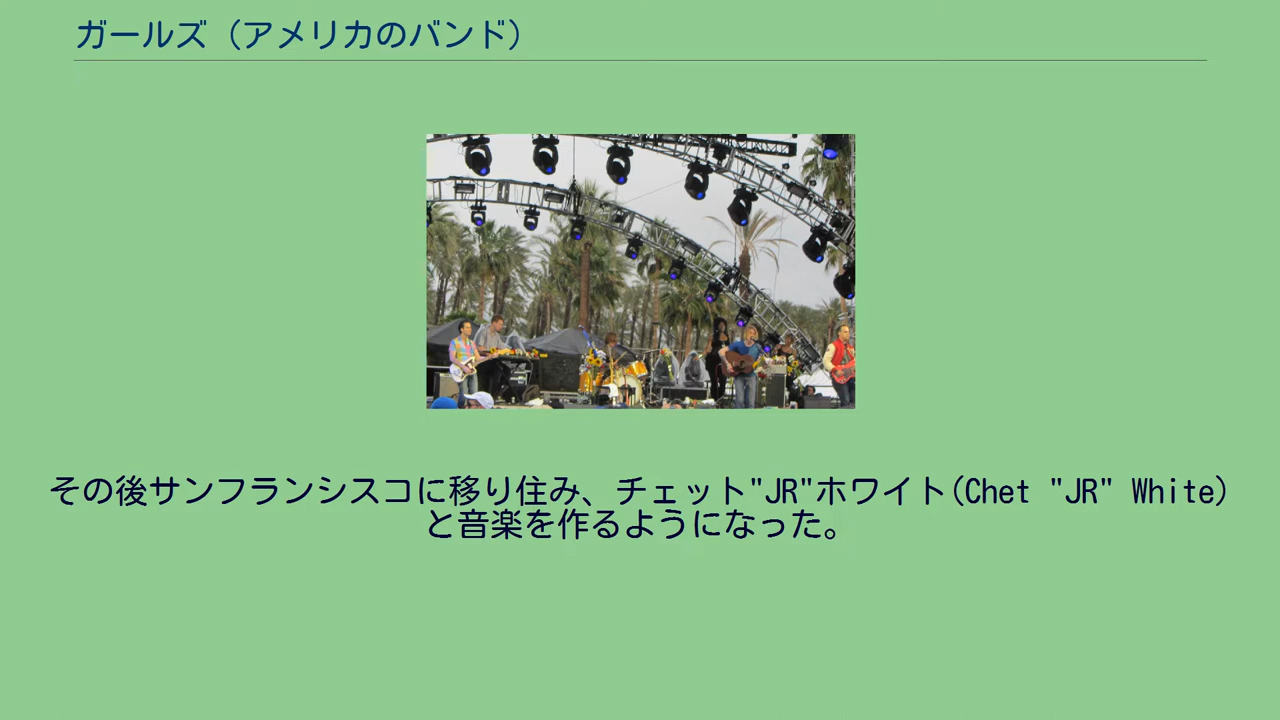 ガールズ（アメリカのバンド）
その後サンフランシスコに移り住み、チェット"JR"ホワイト(Chet "JR" White)
と音楽を作るようになった。